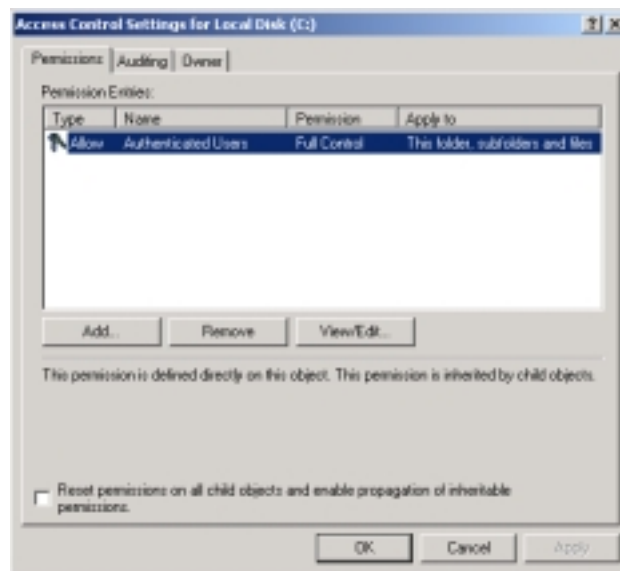 Access Control Settings for Local Disk (C:)
Permissions Auditing Owner
Permission Entries:
Type Name Permission Apply to
Allow Authenticated Users Full Control This folder, subfolders and files
Add... Remove View/Edit...
This permission is defined directly on this object. This permission is inherited by child objects.
Reset permissions on all child objects and enable propagation of inheritable
permissions.
OK Cancel Apply